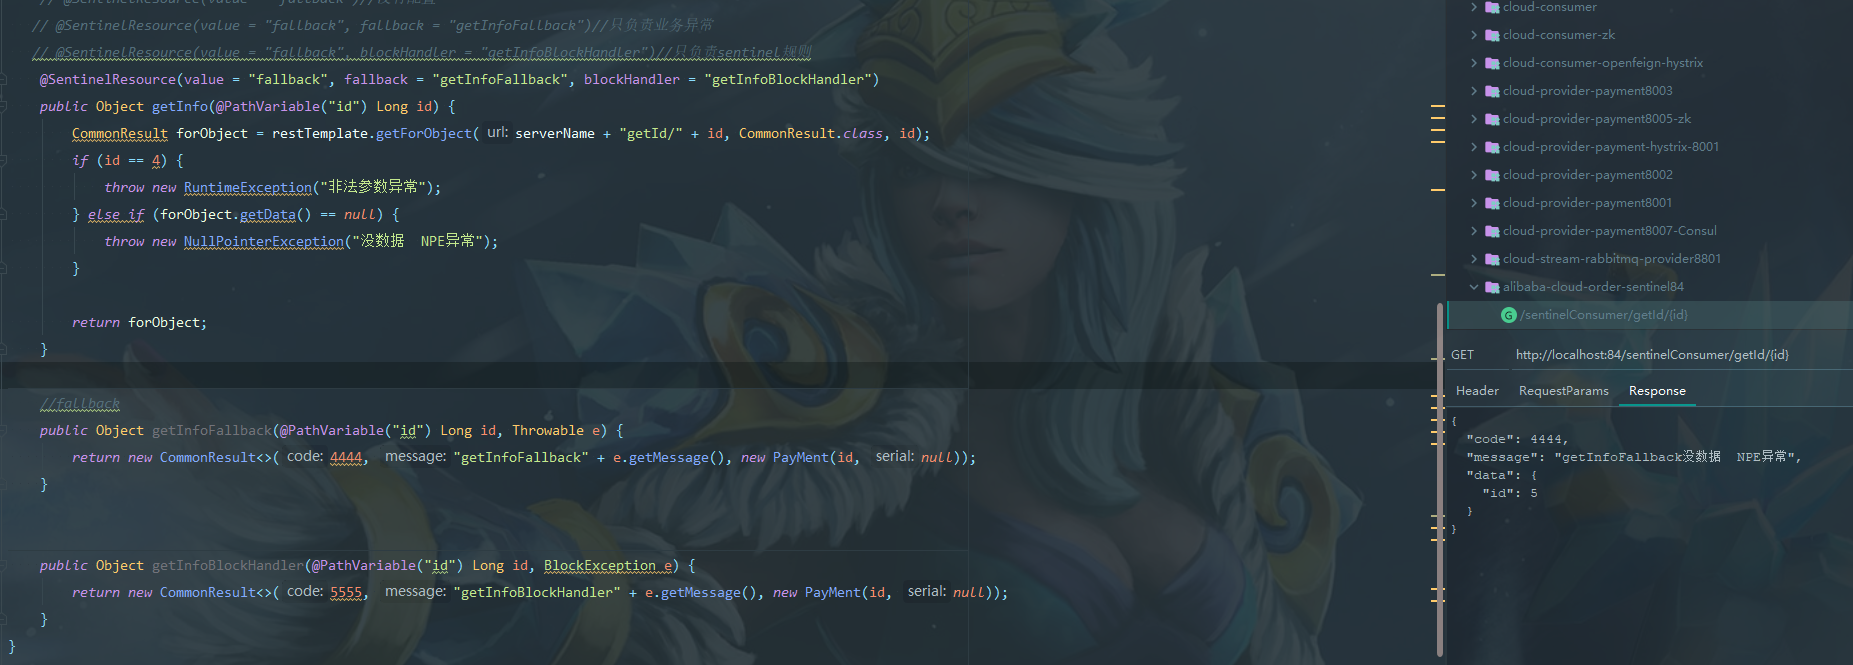 // @SentinelResource(value = "fallback")//没有配置
// @SentinelResource(value = "fallback", fallback = "getInfoFallback")//只负责业务异常
// @SentinelResource(value = "fallback", blockHandler = "getInfoBlockHandler")//只负责sentinel规则
@SentinelResource(value = "fallback", fallback = "getInfoFallback", blockHandler = "getInfoBlockHandler")
public Object getInfo(@PathVariable("id") Long id) {
CommonResult forObject = restTemplate.getForObject( url: serverName + "getId/" + id, CommonResult.class, id);
if (id == 4) {
throw new RuntimeException("非法参数异常");
} else if (forObject.getData() == null) {
throw new NullPointerException("没数据  NPE异常");
}
return forObject;
}
//fallback
public Object getInfoFallback(@PathVariable("id") Long id, Throwable e) {
return new CommonResult<>( code: 4444, message: "getInfoFallback" + e.getMessage(), new PayMent(id, serial: null));
}
public Object getInfoBlockHandler(@PathVariable("id") Long id, BlockException e) {
return new CommonResult<>( code: 5555, message: "getInfoBlockHandler" + e.getMessage(), new PayMent(id, serial: null));
}
}
cloud-consumer
cloud-consumer-zk
cloud-consumer-openfeign-hystrix
cloud-provider-payment8003
cloud-provider-payment8005-zk
cloud-provider-payment-hystrix-8001
cloud-provider-payment8002
cloud-provider-payment8001
cloud-provider-payment8007-Consul
cloud-stream-rabbitmq-provider8801
alibaba-cloud-order-sentinel84
G /sentinelConsumer/getId/{id}
GET http://localhost:84/sentinelConsumer/getId/{id}
Header RequestParams Response
{
"code": 4444,
"message": "getInfoFallback没数据  NPE异常",
"data": {
"id": 5
}
}